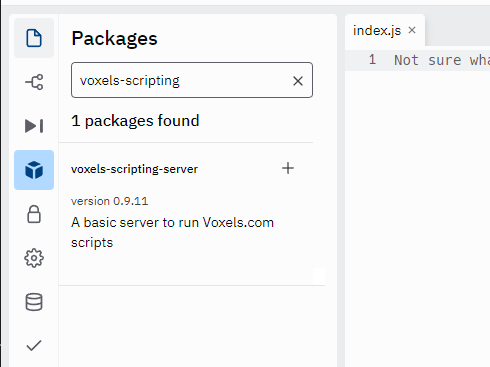 Packages
voxels-scripting
1 packages found
voxels-scripting-server
version 0.9.11
A basic server to run Voxels.com
scripts
index.js
1 Not sure